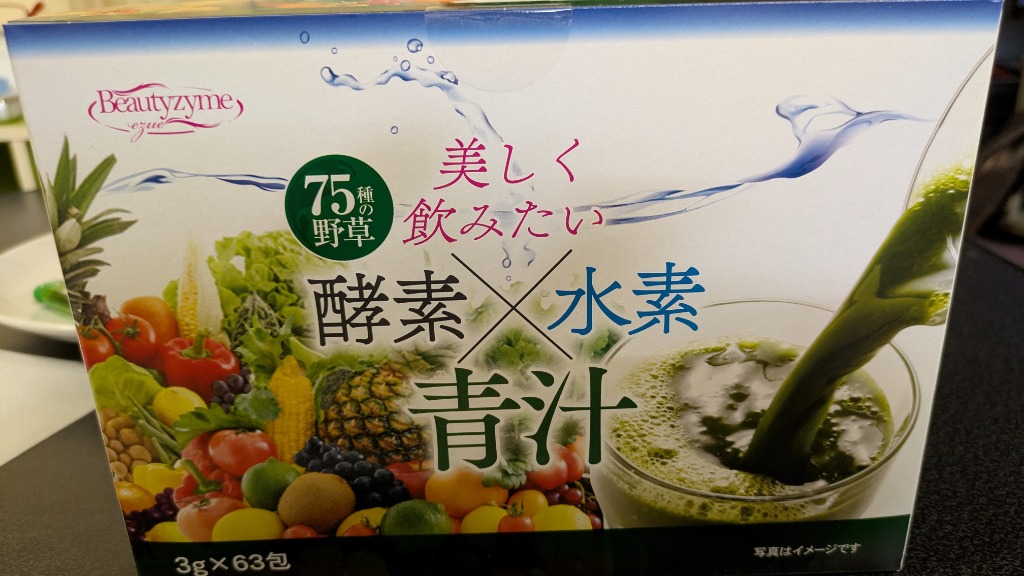 Beautyzyme
ezue
75種の
野草
美しく
飲みたい
酵素×水素
青汁
3g×63包
写真はイメージです